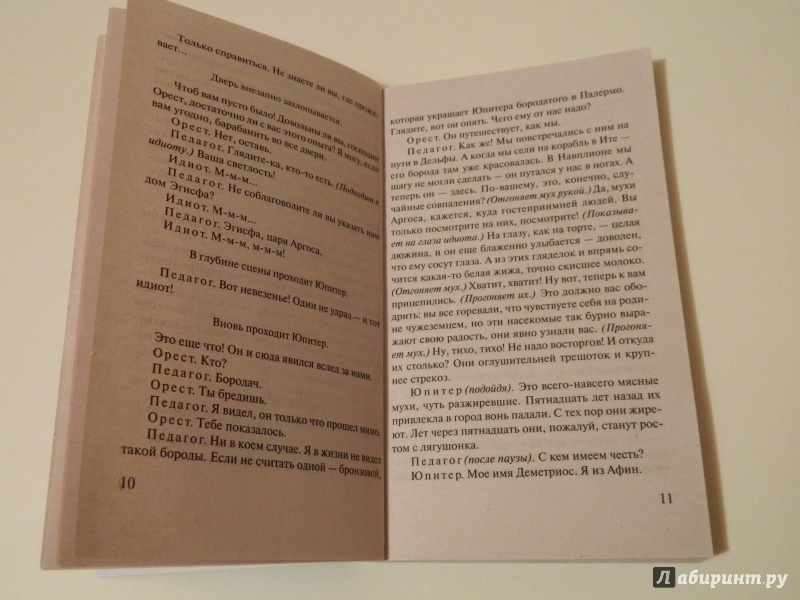 Только справиться. Не знаете ли вы, где прожи-
вает...
Дверь внезапно захлопывается.
Чтоб вам пусто было! Довольны ли вы, господин
Орест, достаточно ли с вас этого опыта? Я могу, если
вам угодно, барабанить во все двери.
Орест. Нет, оставь.
Педагог. Глядите-ка, кто-то есть. (Подходит к
идиоту.) Ваша светлость!
Идиот. М-м-м...
Педагог. Не соблаговолите ли вы указать нам
дом Эгисфа?
Идиот. М-м-м...
Педагог. Эгисфа, царя Аргоса.
Идиот. М-м-м, м-м-м!
В глубине сцены проходит Юпитер.
Педагог. Вот невезенье! Один не удрал — и тот
идиот!
Вновь проходит Юпитер.
Это еще что! Он и сюда явился вслед за нами.
Орест. Кто?
Педагог. Бородач.
Орест. Ты бредишь.
Педагог. Я видел, он только что прошел мимо.
Орест. Тебе показалось.
Педагог. Ни в коем случае. Я в жизни не видел
такой бороды. Если не считать одной — бронзовой,
10
которая украшает Юпитера бородатого в Палермо.
Глядите, вот он опять. Чего ему от нас надо?
Орест. Он путешествует, как мы.
Педагог. Как же! Мы повстречались с ним на
пути в Дельфы. А когда мы сели на корабль в Ите —
его борода там уже красовалась. В Навплионе мы
шагу не могли сделать — он путался у нас в ногах. А
теперь он — здесь. По-вашему, это, конечно, слу-
чайные совпадения? (Отгоняет мух рукой.) Да, мухи
Аргоса, кажется, куда гостеприимней людей. Вы
только посмотрите на них, посмотрите! (Показыва-
ет на глаза идиота.) На глазу, как на торте, — целая
дюжина, и он еще блаженно улыбается — доволен,
что ему сосут глаза. А из этих гляделок и впрямь со-
чится какая-то белая жижа, точно скисшее молоко.
(Отгоняет мух.) Хватит, хватит! Ну вот, теперь к вам
прицепились. (Прогоняет их.) Это должно вас обо-
дрить: вы все горевали, что чувствуете себя на роди-
не чужеземцем, но эти насекомые так бурно выра-
жают свою радость, они явно узнали вас. (Прогоня-
ет мух.) Ну, тихо, тихо! Не надо восторгов! И откуда
их столько? Они оглушительней трещоток и круп-
нее стрекоз.
Юпитер (подойдя). Это всего-навсего мясные
мухи, чуть разжиревшие. Пятнадцать лет назад их
привлекла в город вонь падали. С тех пор они жире-
ют. Лет через пятнадцать они, пожалуй, станут рос-
том с лягушонка.
Педагог (после паузы). С кем имеем честь?
Юпитер. Мое имя Деметриос. Я из Афин.
11
Лабиринт.ру